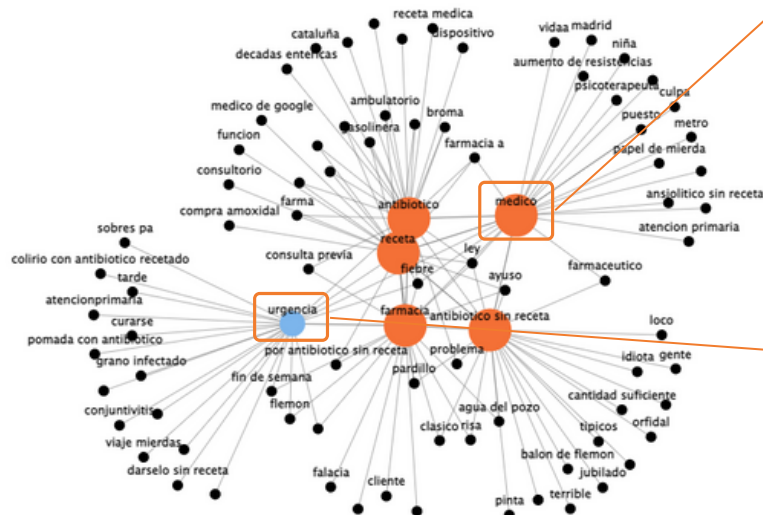 receta medica
cataluña
dispositivo
decadas entericas
vidaa
madrid
niña
aumento de resistencias
psicoterapeuta
culpa
medico de google
ambulatorio
gasolinera
broma
puesto
metro
funcion
farmacia a
papel de mierda
consultorio
ansiolitico sin receta
farma
antibiotico
medico
compra amoxidal
atencion primaria
sobres pa
receta
ley
consulta previa
colirio con antibiotico recetado
fiebre
farmaceutico
tarde
ayuso
atencionprimaria
urgencia
farmacia
antibiotico sin receta
curarse
loco
pomada con antibiotico
por antibiotico sin receta
problema
grano infectado
idiota
gente
fin de semana
pardillo
cantidad suficiente
conjuntivitis
flemon
agua del pozo
orfidal
clasico
risa
tipicos
viaje mierdas
balon de flemon
darselo sin receta
jubilado
falacia
cliente
pinta
terrible